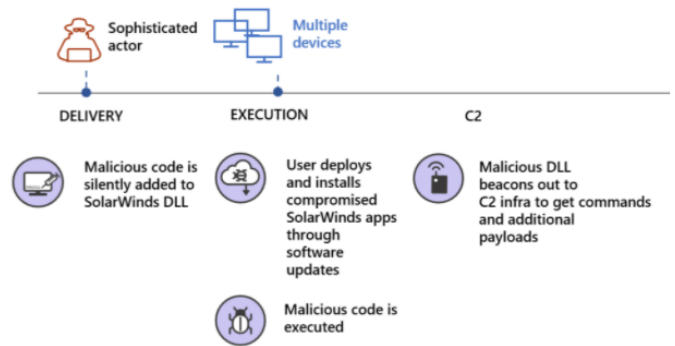 Sophisticated
actor
Multiple
devices
DELIVERY
EXECUTION
C2
Malicious code is
silently added to
SolarWinds DLL
User deploys
and installs
compromised
SolarWinds apps
through
software
updates
Malicious code is
executed
Malicious DLL
beacons out to
C2 infra to get commands
and additional
payloads